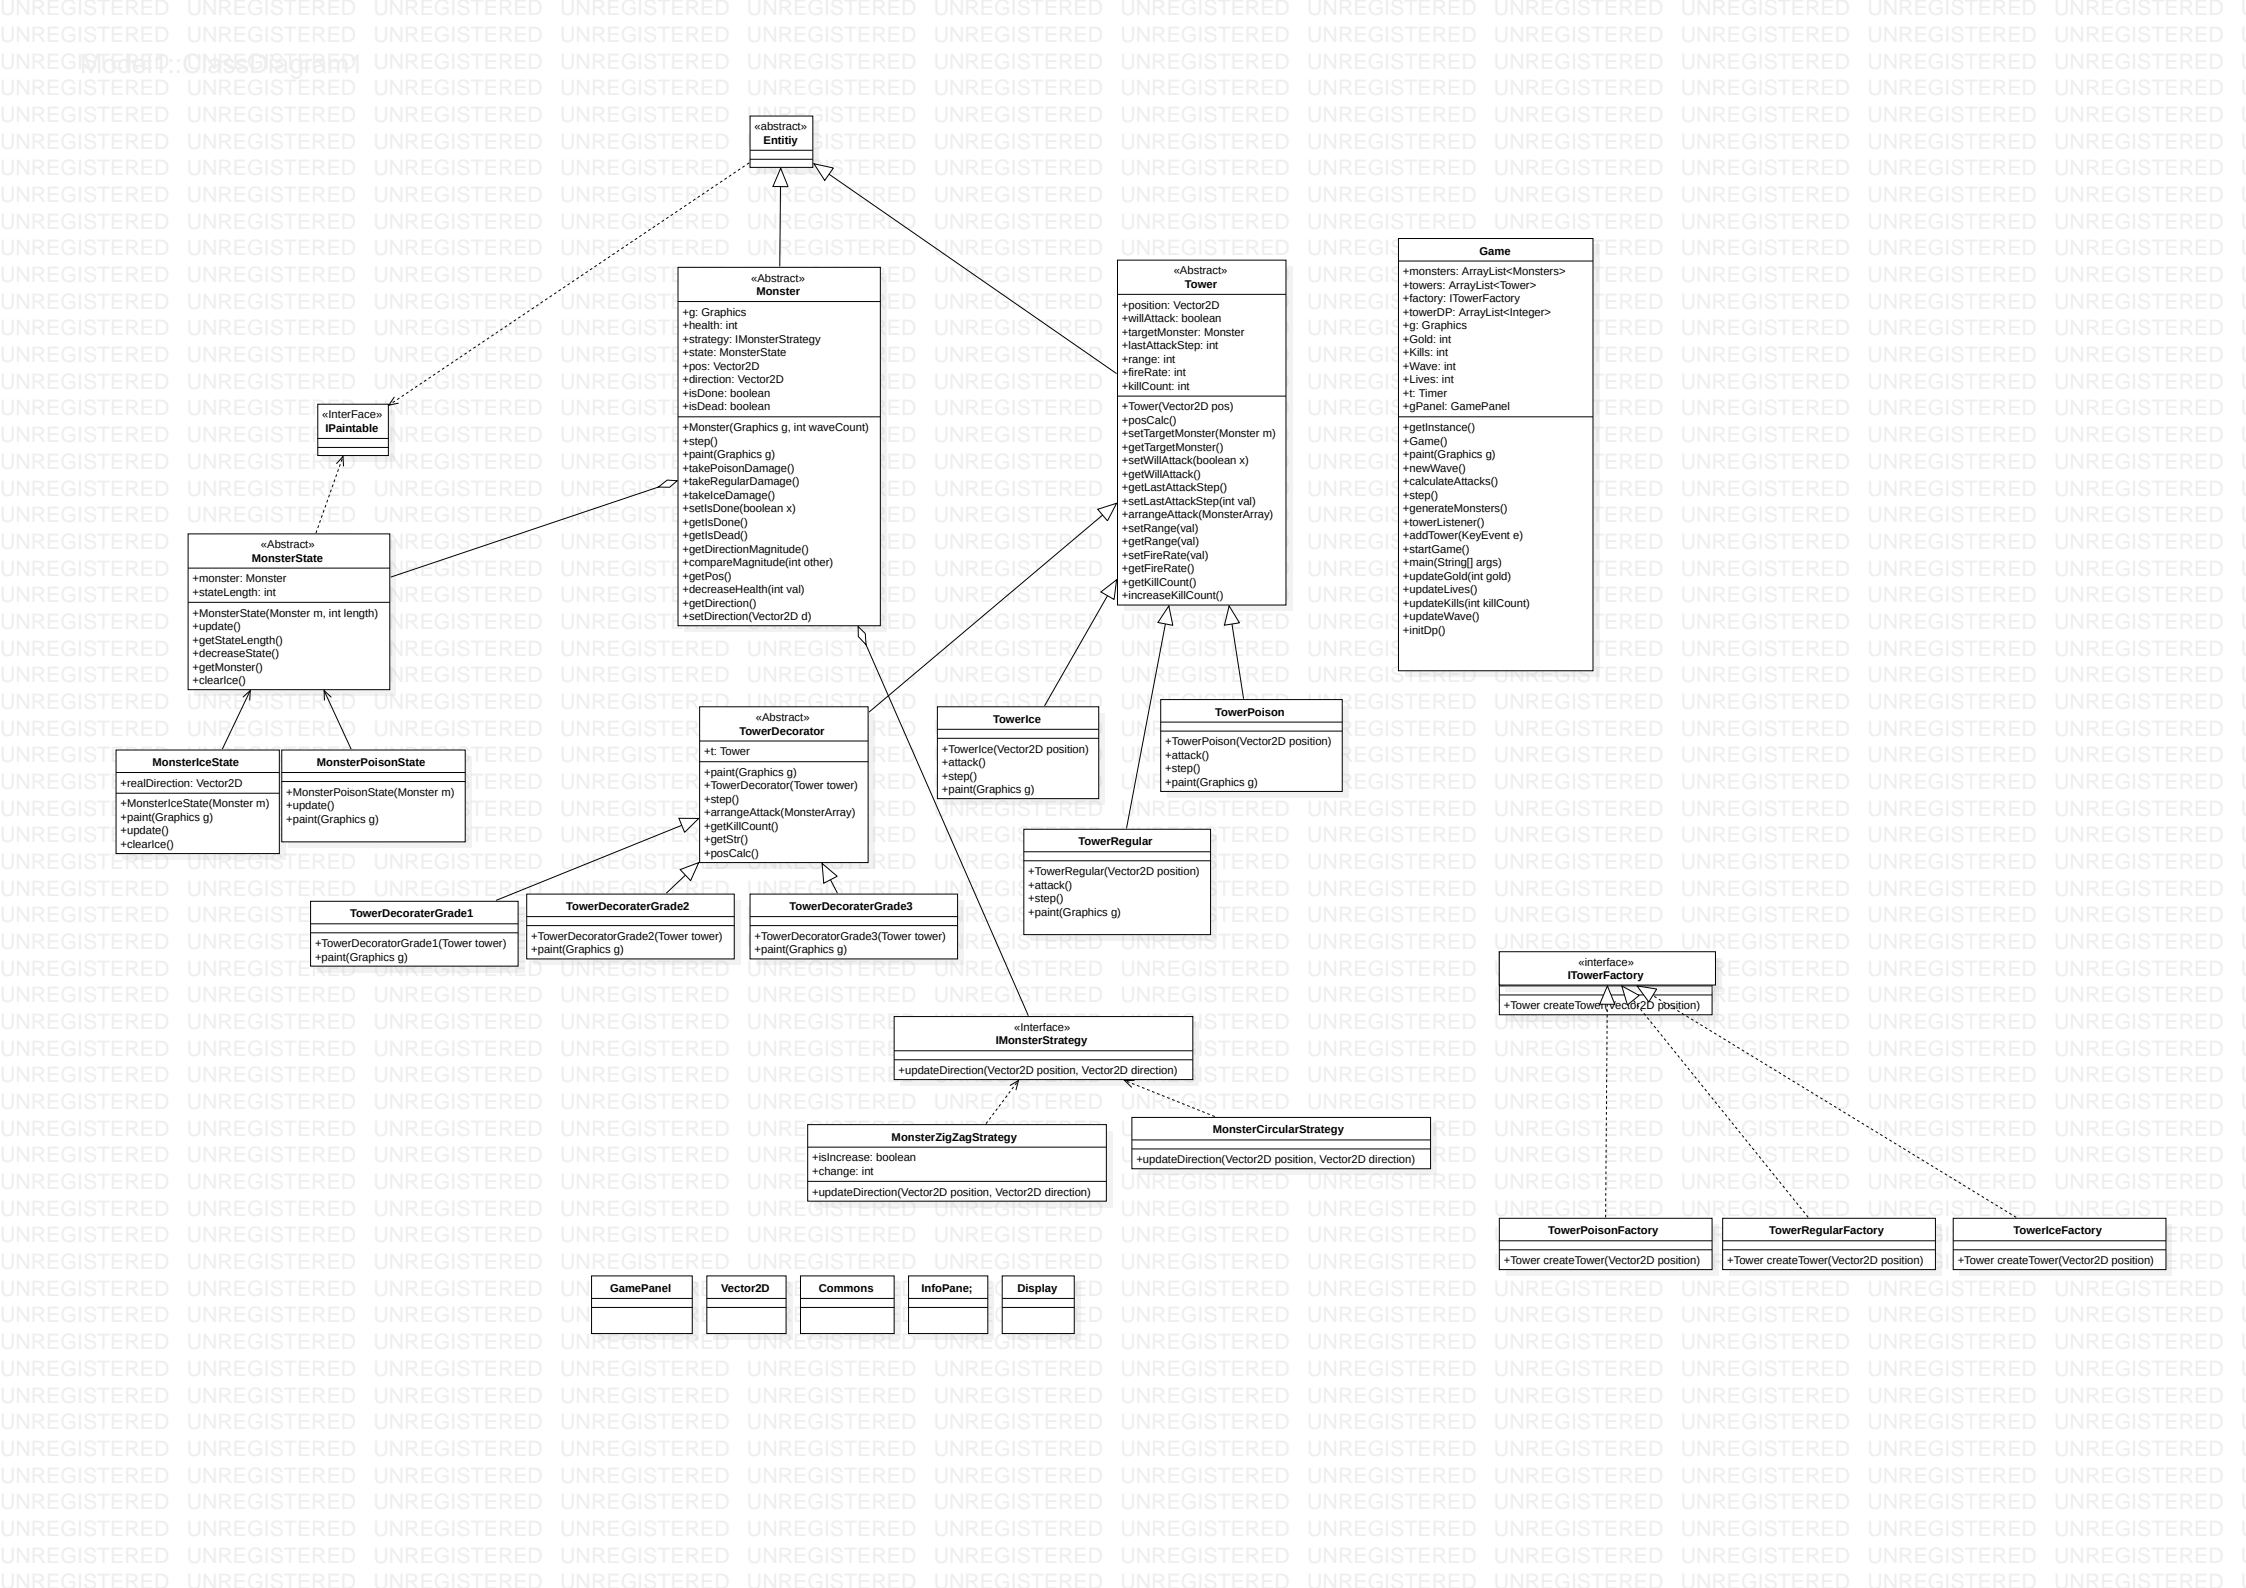 Model1::ClassDiagram1
«abstract»
Entitiy
«Abstract»
Monster
+g: Graphics
+health: int
+strategy: IMonsterStrategy
+state: MonsterState
+pos: Vector2D
+direction: Vector2D
+isDone: boolean
+isDead: boolean
+Monster(Graphics g, int waveCount)
+step()
+paint(Graphics g)
+takePoisonDamage()
+takeRegularDamage()
+takeIceDamage()
+setIsDone(boolean x)
+getIsDone()
+getIsDead()
+getDirectionMagnitude()
+compareMagnitude(int other)
+getPos()
+decreaseHealth(int val)
+getDirection()
+setDirection(Vector2D d)
«Abstract»
Tower
+position: Vector2D
+willAttack: boolean
+targetMonster: Monster
+lastAttackStep: int
+range: int
+fireRate: int
+killCount: int
+Tower(Vector2D pos)
+posCalc()
+setTargetMonster(Monster m)
+getTargetMonster()
+setWillAttack(boolean x)
+getWillAttack()
+getLastAttackStep()
+setLastAttackStep(int val)
+arrangeAttack(MonsterArray)
+setRange(val)
+getRange(val)
+setFireRate(val)
+getFireRate()
+getKillCount()
+increaseKillCount()
Game
+monsters: ArrayList<Monsters>
+towers: ArrayList<Tower>
+factory: ITowerFactory
+towerDP: ArrayList<Integer>
+g: Graphics
+Gold: int
+Kills: int
+Wave: int
+Lives: int
+t: Timer
+gPanel: GamePanel
+getInstance()
+Game()
+paint(Graphics g)
+newWave()
+calculateAttacks()
+step()
+generateMonsters()
+towerListener()
+addTower(KeyEvent e)
+startGame()
+main(String[] args)
+updateGold(int gold)
+updateLives()
+updateKills(int killCount)
+updateWave()
+initDp()
«InterFace»
IPaintable
«Abstract»
MonsterState
+monster: Monster
+stateLength: int
+MonsterState(Monster m, int length)
+update()
+getStateLength()
+decreaseState()
+getMonster()
+clearIce()
MonsterIceState
+realDirection: Vector2D
+MonsterIceState(Monster m)
+paint(Graphics g)
+update()
+clearIce()
MonsterPoisonState
+MonsterPoisonState(Monster m)
+update()
+paint(Graphics g)
«Abstract»
TowerDecorator
+t: Tower
+paint(Graphics g)
+TowerDecorator(Tower tower)
+step()
+arrangeAttack(MonsterArray)
+getKillCount()
+getStr()
+posCalc()
TowerIce
+TowerIce(Vector2D position)
+attack()
+step()
+paint(Graphics g)
TowerPoison
+TowerPoison(Vector2D position)
+attack()
+step()
+paint(Graphics g)
TowerRegular
+TowerRegular(Vector2D position)
+attack()
+step()
+paint(Graphics g)
TowerDecoraterGrade1
+TowerDecoratorGrade1(Tower tower)
+paint(Graphics g)
TowerDecoraterGrade2
+TowerDecoratorGrade2(Tower tower)
+paint(Graphics g)
TowerDecoraterGrade3
+TowerDecoratorGrade3(Tower tower)
+paint(Graphics g)
«interface»
ITowerFactory
+Tower createTower(Vector2D position)
«Interface»
IMonsterStrategy
+updateDirection(Vector2D position, Vector2D direction)
MonsterZigZagStrategy
+isIncrease: boolean
+change: int
+updateDirection(Vector2D position, Vector2D direction)
MonsterCircularStrategy
+updateDirection(Vector2D position, Vector2D direction)
TowerPoisonFactory
+Tower createTower(Vector2D position)
TowerRegularFactory
+Tower createTower(Vector2D position)
TowerIceFactory
+Tower createTower(Vector2D position)
GamePanel
Vector2D
Commons
InfoPane;
Display
UNREGISTERED